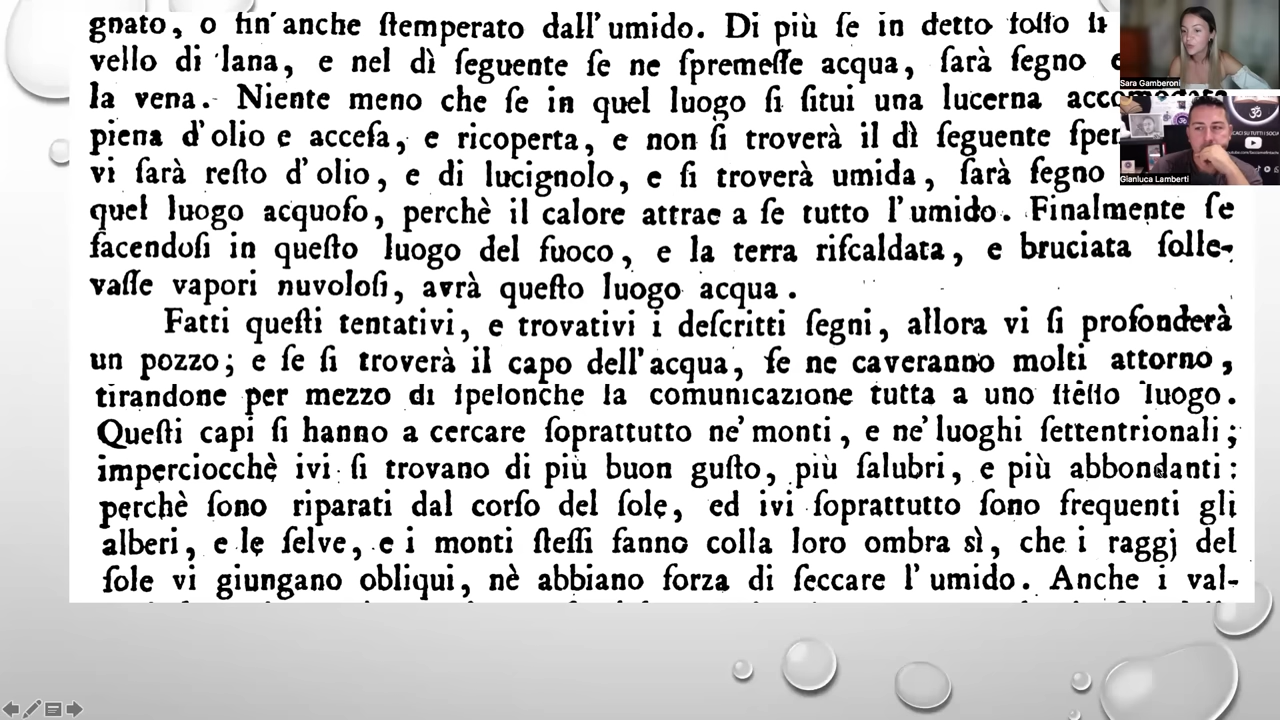 gnato, o fin' anche ſtemperato dall' umido. Di più ſe in detto foſſo ſi
vello di lana, e nel dì ſeguente ſe ne ſpremeſſe acqua, ſarà ſegno
la vena. Niente meno che ſe in quel luogo ſi ſitui una lucerna
piena d'olio e acceſa, e ricoperta, e non ſi troverà il dì ſeguente
vi ſarà reſto d'olio, e di lucignolo, e ſi troverà umida, ſarà ſegno
quel luogo acquoſo, perchè il calore attrae a ſe tutto l'umido. Finalmente ſe
facendoſi in queſto luogo del fuoco, e la terra riſcaldata, e bruciata ſolle-
vaſſe vapori nuvoloſi, avrà queſto luogo acqua.
Fatti queſti tentativi, e trovativi i deſcritti ſegni, allora vi ſi profonderà
un pozzo; e ſe ſi troverà il capo dell'acqua, ſe ne caveranno molti attorno,
tirandone per mezzo di ſpelonche la comunicazione tutta a uno ſteſſo luogo.
Queſti capi ſi hanno a cercare ſoprattutto ne' monti, e ne' luoghi ſettentrionali;
imperciocchè ivi ſi trovano di più buon guſto, più ſalubri, e più abbondanti:
perchè ſono riparati dal corſo del ſole, ed ivi ſoprattutto ſono frequenti gli
alberi, e le ſelve, e i monti ſteſſi fanno colla loro ombra sì, che i raggj del
ſole vi giungano obliqui, nè abbiano forza di ſeccare l'umido. Anche i val-
Sara Gamberoni
Gianluca Lamberti